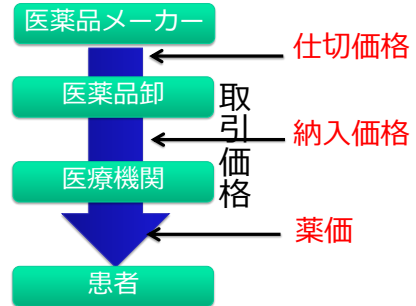 医薬品メーカー
仕切価格
医薬品卸
取引価格
納入価格
医療機関
薬価
患者